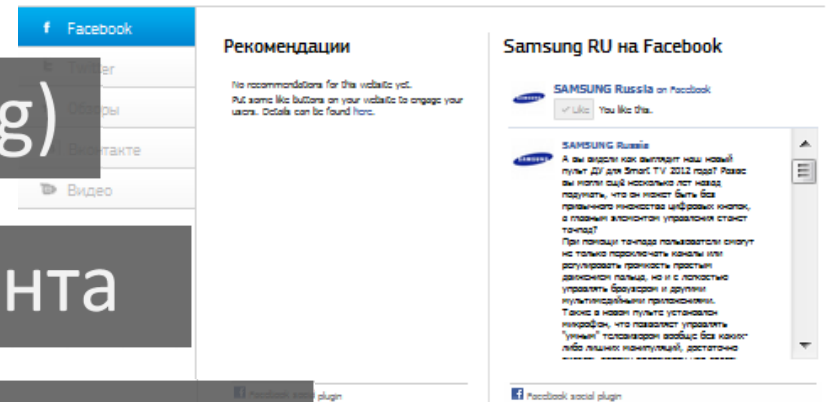 Facebook
Twitter
Обзоры
Вконтакте
Видео
g)
нта
Рекомендации
No recommendations for this website yet.
Put some like buttons on your website to engage your
users. Details can be found here.
Facebook social plugin
Samsung RU на Facebook
SAMSUNG Russia on Facebook
Like You like this.
SAMSUNG
SAMSUNG Russia
А вы видели как выглядит наш новый
пульт ДУ для Smart TV 2012 года? Разве
вы могли ещё несколько лет назад
подумать, что он может быть без
привычного множества цифровых кнопок,
а главным элементом управления станет
тачпад?
При помощи тачпада пользователи смогут
не только переключать каналы или
регулировать громкость простым
движением пальца, но и с легкостью
управлять браузером и другими
мультимедийными приложениями.
Также в новом пульте установлен
микрофон, что позволяет управлять
"умным" телевизором вообще без каких-
либо лишних манипуляций, достаточно
Facebook social plugin